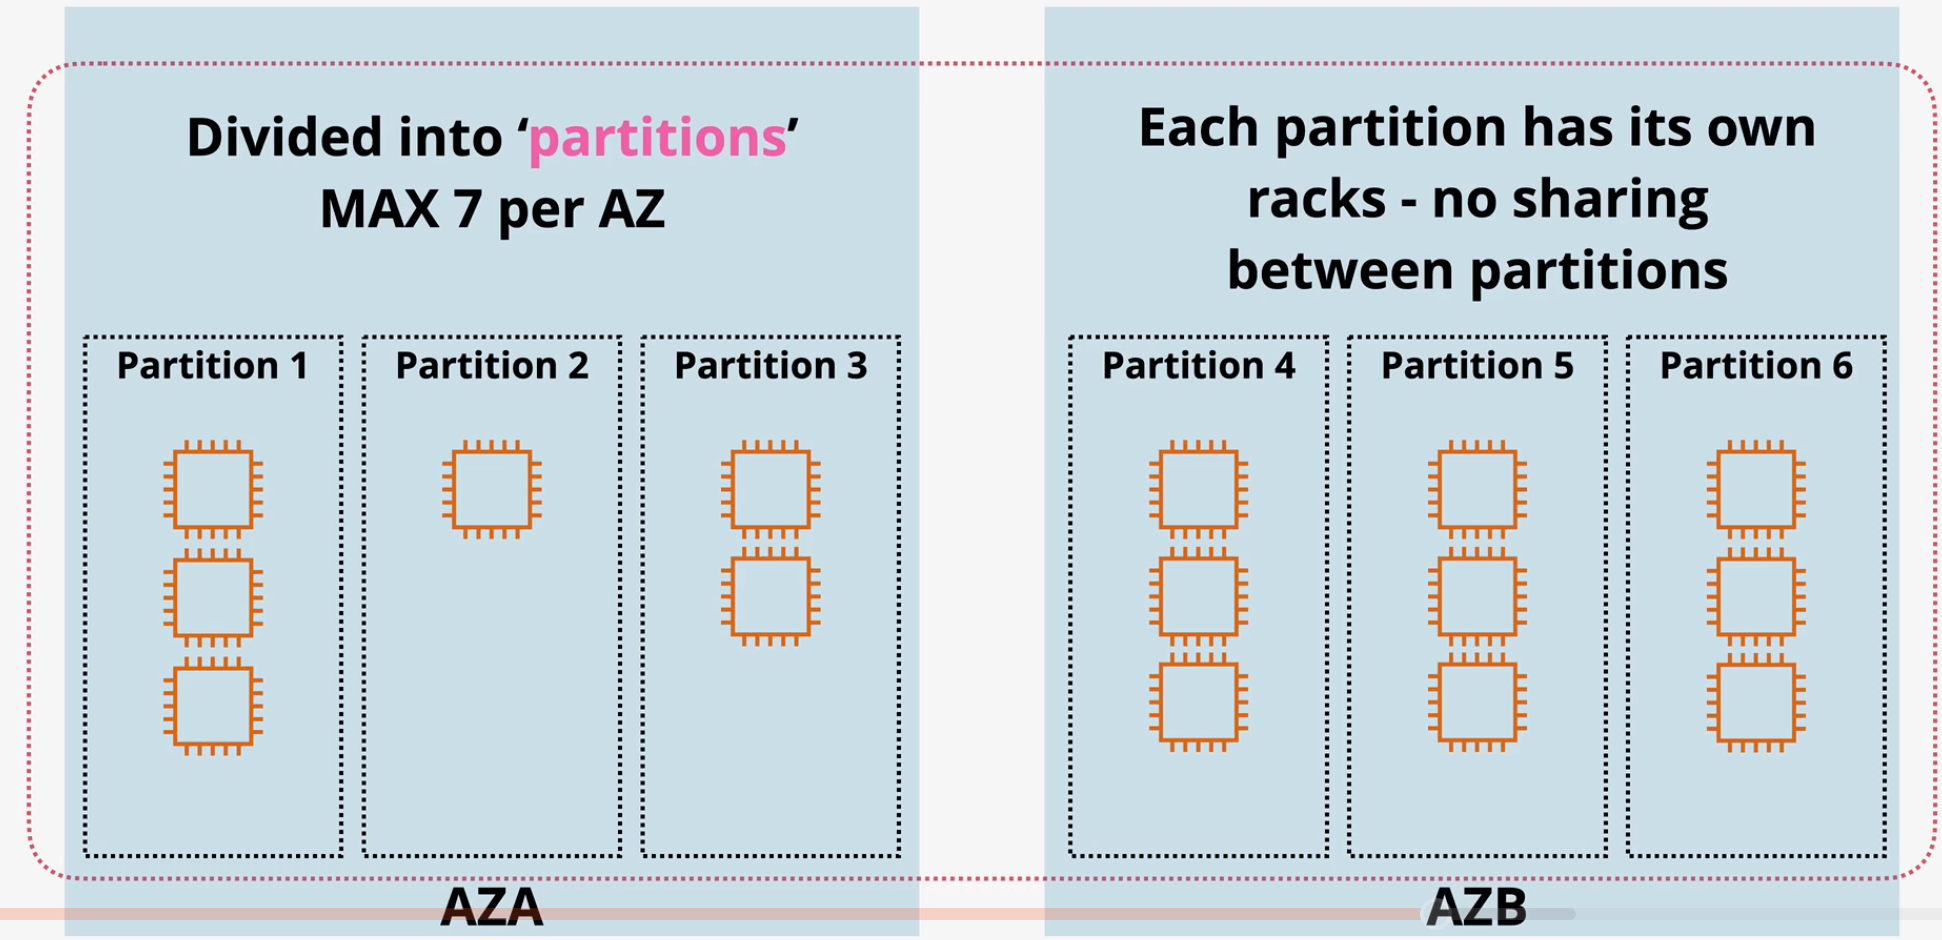 Divided into ‘partitions’
MAX 7 per AZ
Each partition has its own
racks - no sharing
between partitions
Partition 1
Partition 2
Partition 3
Partition 4
Partition 5
Partition 6
AZA
AZB